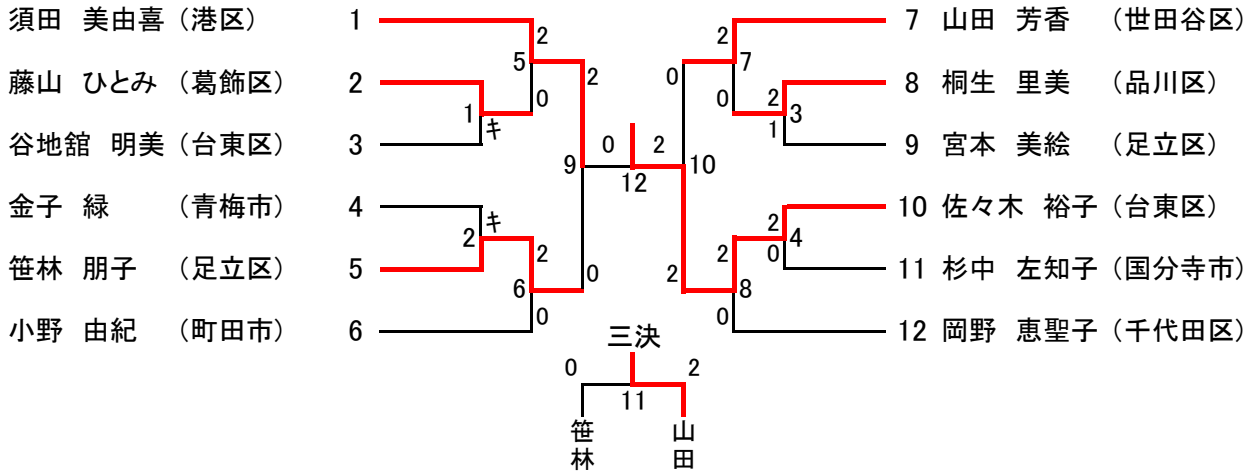 須田 美由喜（港区） 1
2
5
藤山 ひとみ（葛飾区） 2
2
0
1
キ
谷地舘 明美（台東区） 3
9
金子 緑 （青梅市） 4
キ
2
2
笹林 朋子 （足立区） 5
0
6
0
小野 由紀 （町田市） 6
0 2
12
7 山田 芳香 （世田谷区）
2
7
0
8 桐生 里美 （品川区）
0
2
3
1
9 宮本 美絵 （足立区）
10
10 佐々木 裕子（台東区）
2
4
2
0
11 杉中 左知子（国分寺市）
2
8
0
12 岡野 恵聖子（千代田区）
三決
0 2
11
笹林
山田